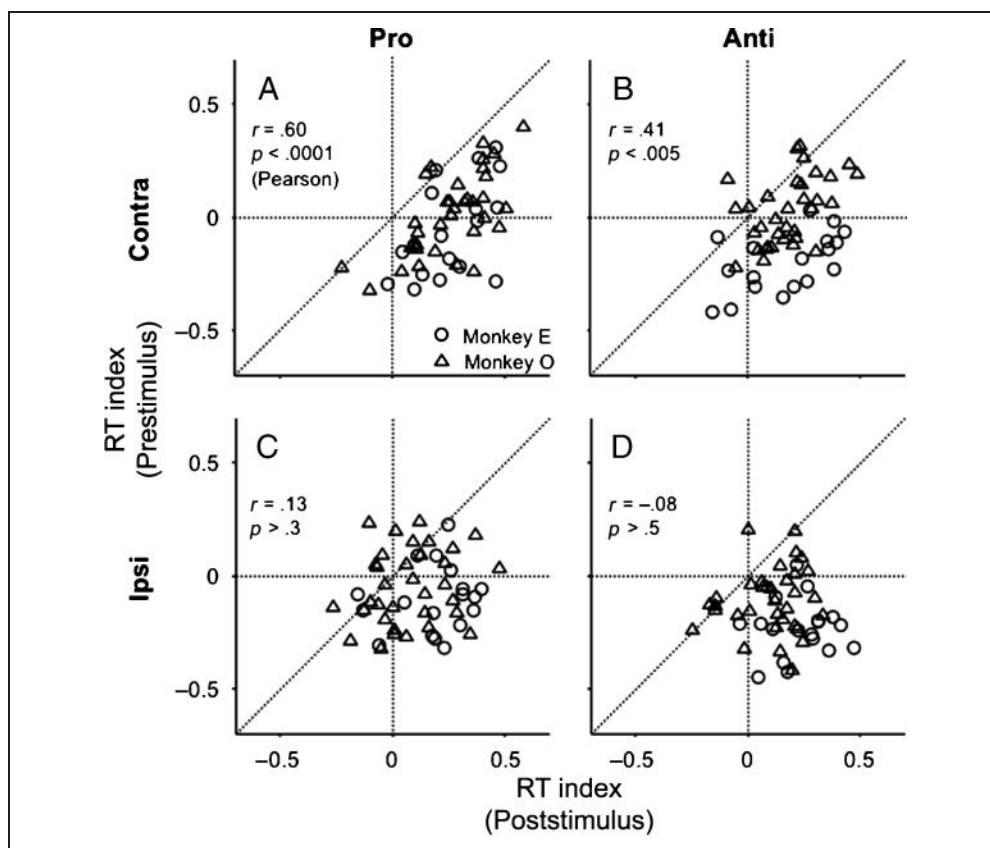 Pro
Anti
A
r = .60
p < .0001
(Pearson)
B
r = .41
p < .005
0.5
0
−0.5
Contra
Monkey E
Monkey O
RT index
(Prestimulus)
C
r = .13
p > .3
D
r = −.08
p > .5
0.5
0
−0.5
Ipsi
−0.5
0
0.5
−0.5
0
0.5
RT index
(Poststimulus)